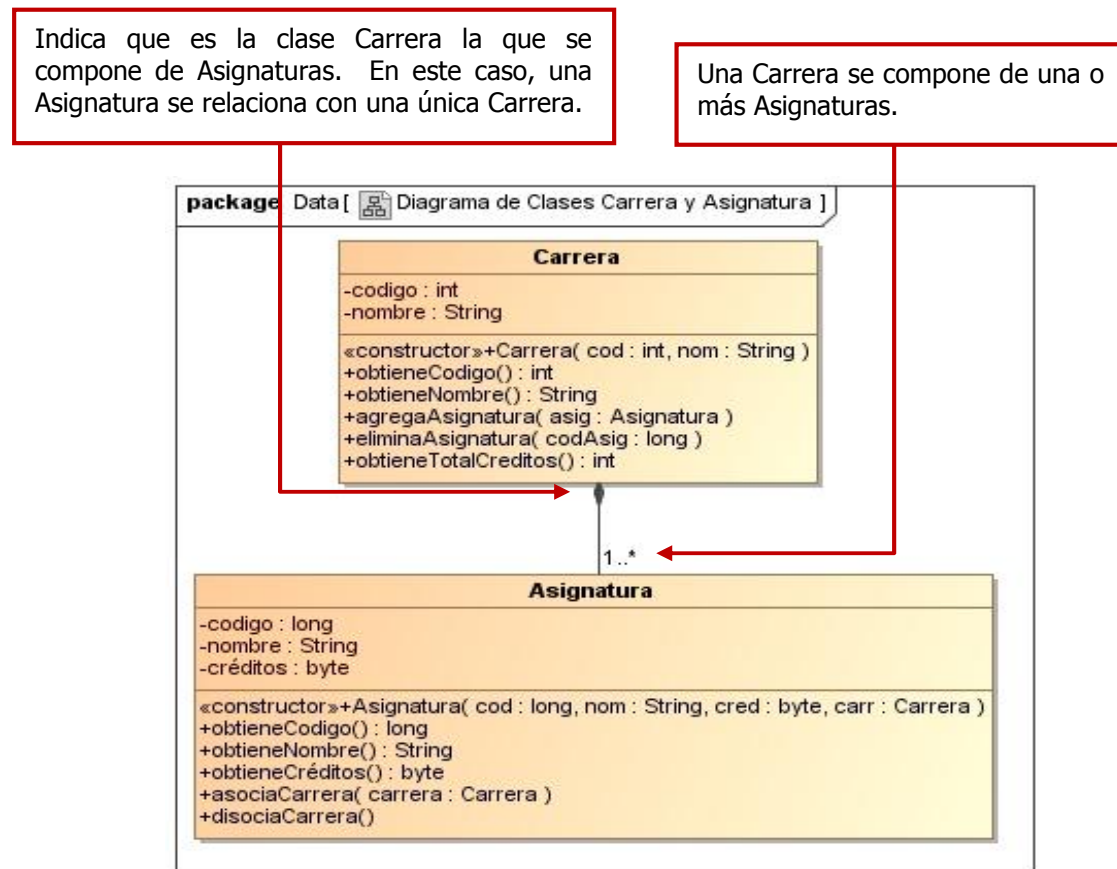 Indica que es la clase Carrera la que se
compone de Asignaturas. En este caso, una
Asignatura se relaciona con una única Carrera.
Una Carrera se compone de una o
más Asignaturas.
package Data [ Diagrama de Clases Carrera y Asignatura ]
Carrera
-codigo : int
-nombre : String
«constructor»+Carrera( cod : int, nom : String )
+obtieneCodigo() : int
+obtieneNombre() : String
+agregaAsignatura( asig : Asignatura )
+eliminaAsignatura( codAsig : long )
+obtieneTotalCreditos() : int
1..*
Asignatura
-codigo : long
-nombre : String
-créditos : byte
«constructor»+Asignatura( cod : long, nom : String, cred : byte, carr : Carrera )
+obtieneCodigo() : long
+obtieneNombre() : String
+obtieneCréditos() : byte
+asociaCarrera( carrera : Carrera )
+disociaCarrera()